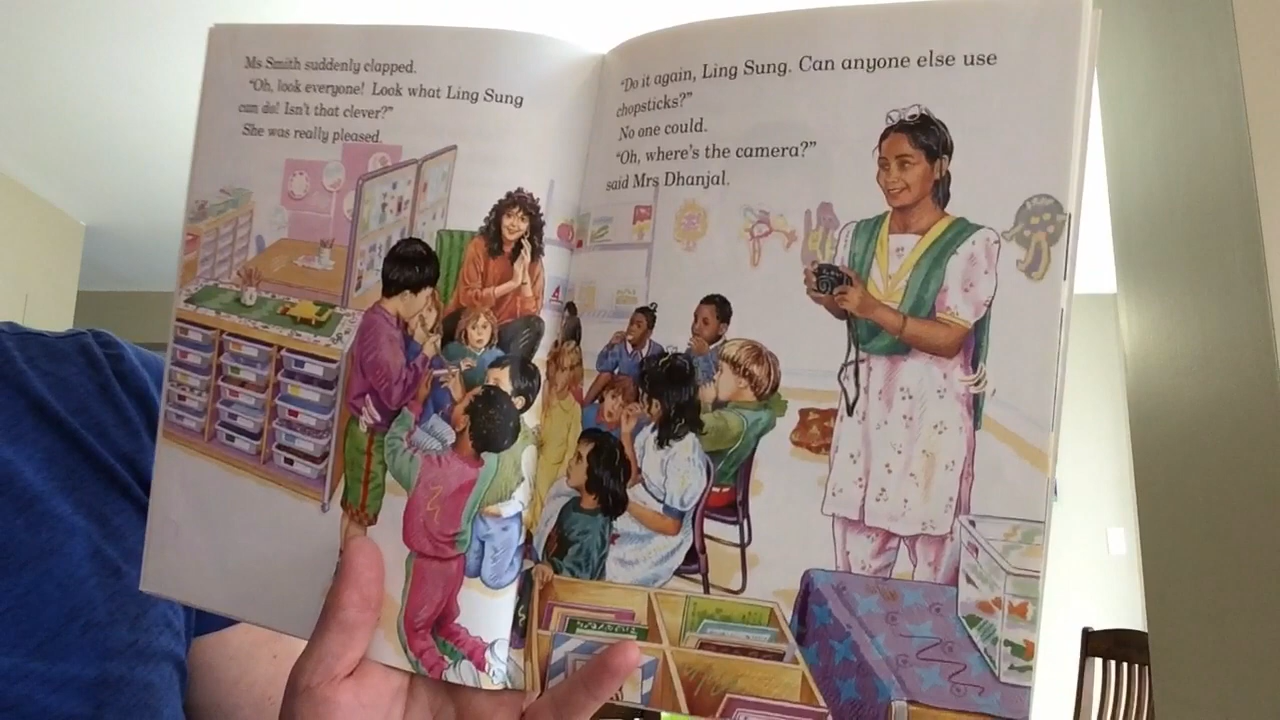 Ms Smith suddenly clapped.
"Oh, look everyone! Look what Ling Sung
can do! Isn't that clever?"
She was really pleased.
"Do it again, Ling Sung. Can anyone else use
chopsticks?"
No one could.
"Oh, where's the camera?"
said Mrs Dhanjal.